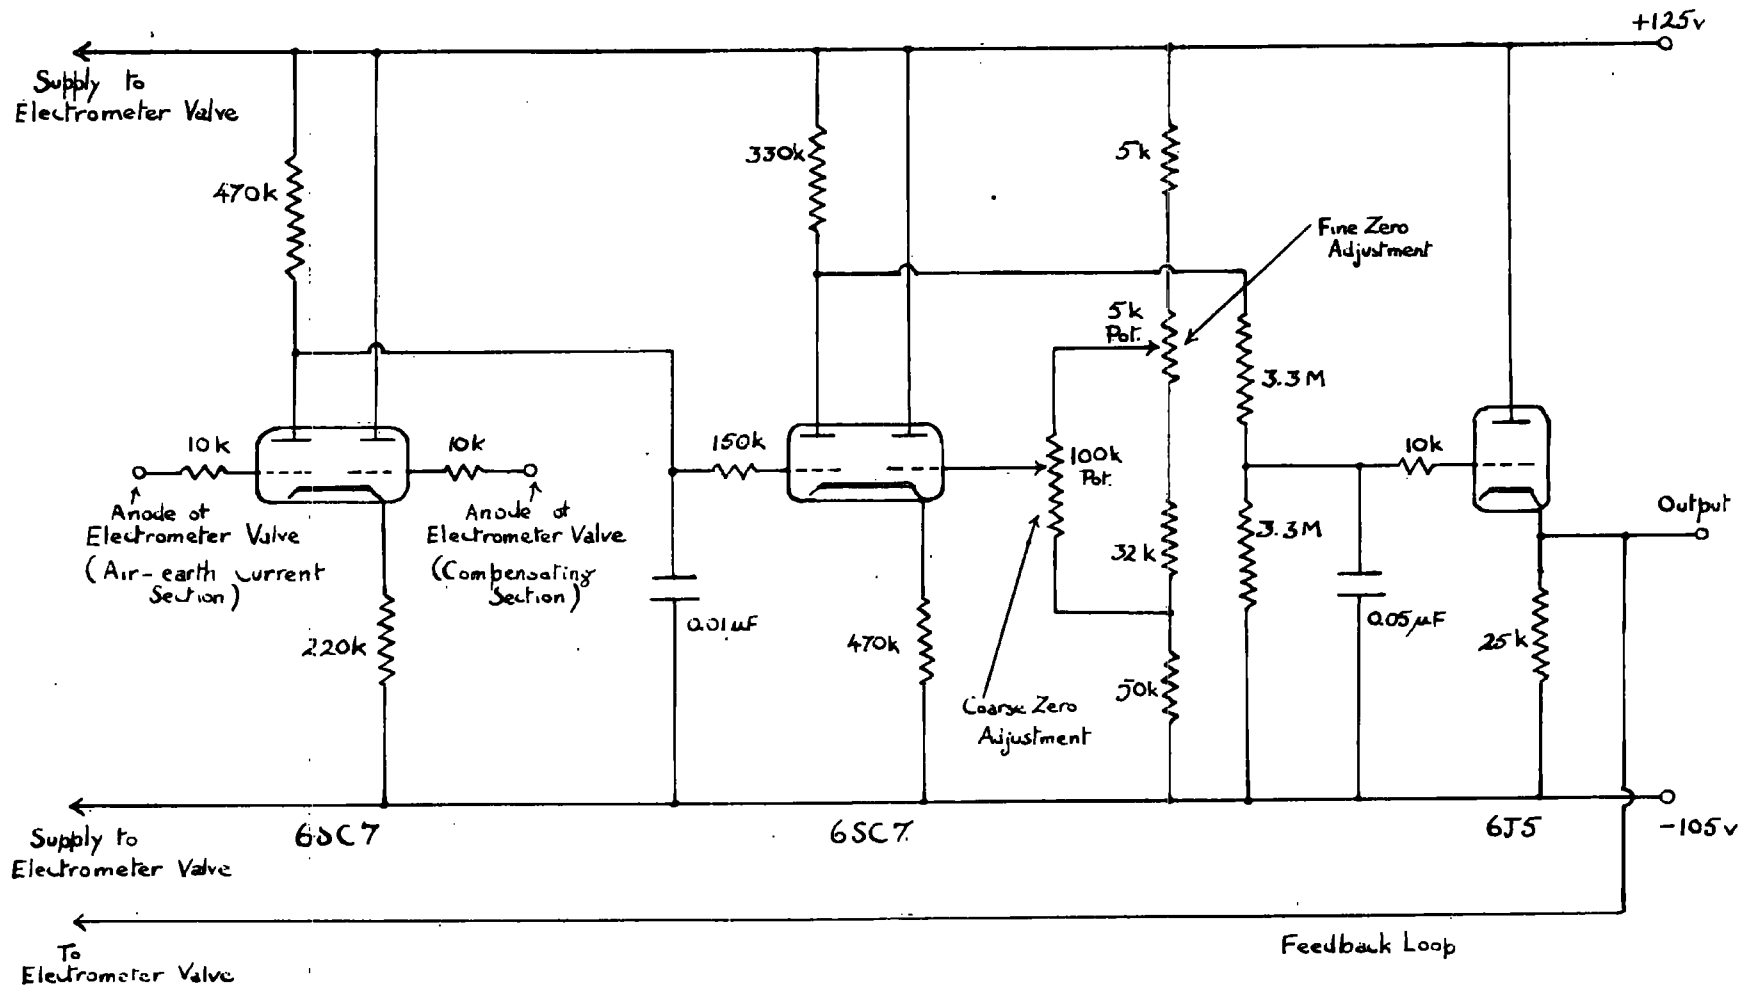 +125v
Supply to
Electrometer Valve
470k
330k
5k
Fine Zero
Adjustment
5k
Pot.
3.3M
10k
10k
150k
100k
Pot.
10k
Anode of
Electrometer Valve
(Air-earth current
Section)
Anode of
Electrometer Valve
(Compensating
Section)
Output
32k
3.3M
220k
0.01µF
470k
50k
0.05µF
25k
Coarse Zero
Adjustment
Supply to
Electrometer Valve
6SC7
6SC7
6J5
-105v
To
Electrometer Valve
Feedback Loop